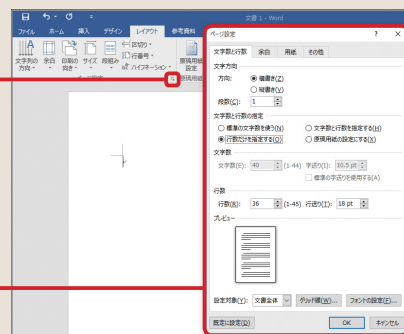 文書 1 - Word
ファイル ホーム 挿入 デザイン レイアウト 参考資料
文字列の方向 余白 印刷の向き サイズ 段組み
区切り
行番号
ハイフネーション
原稿用紙設定
ページ設定 ? ×
文字数と行数 余白 用紙 その他
文字方向
方向: 横書き(Z)
縦書き(V)
段数(C): 1
文字数と行数の指定
標準の文字数を使う(N) 文字数と行数を指定する(H)
行数だけを指定する(O) 原稿用紙の設定にする(X)
文字数
文字数(E): 40 (1-44) 字送り(I): 10.5 pt
標準の字送りを使用する(A)
行数
行数(R): 36 (1-45) 行送り(T): 18 pt
プレビュー
設定対象(Y): 文書全体 グリッド線(W)... フォントの設定(F)...
既定に設定(D) OK キャンセル